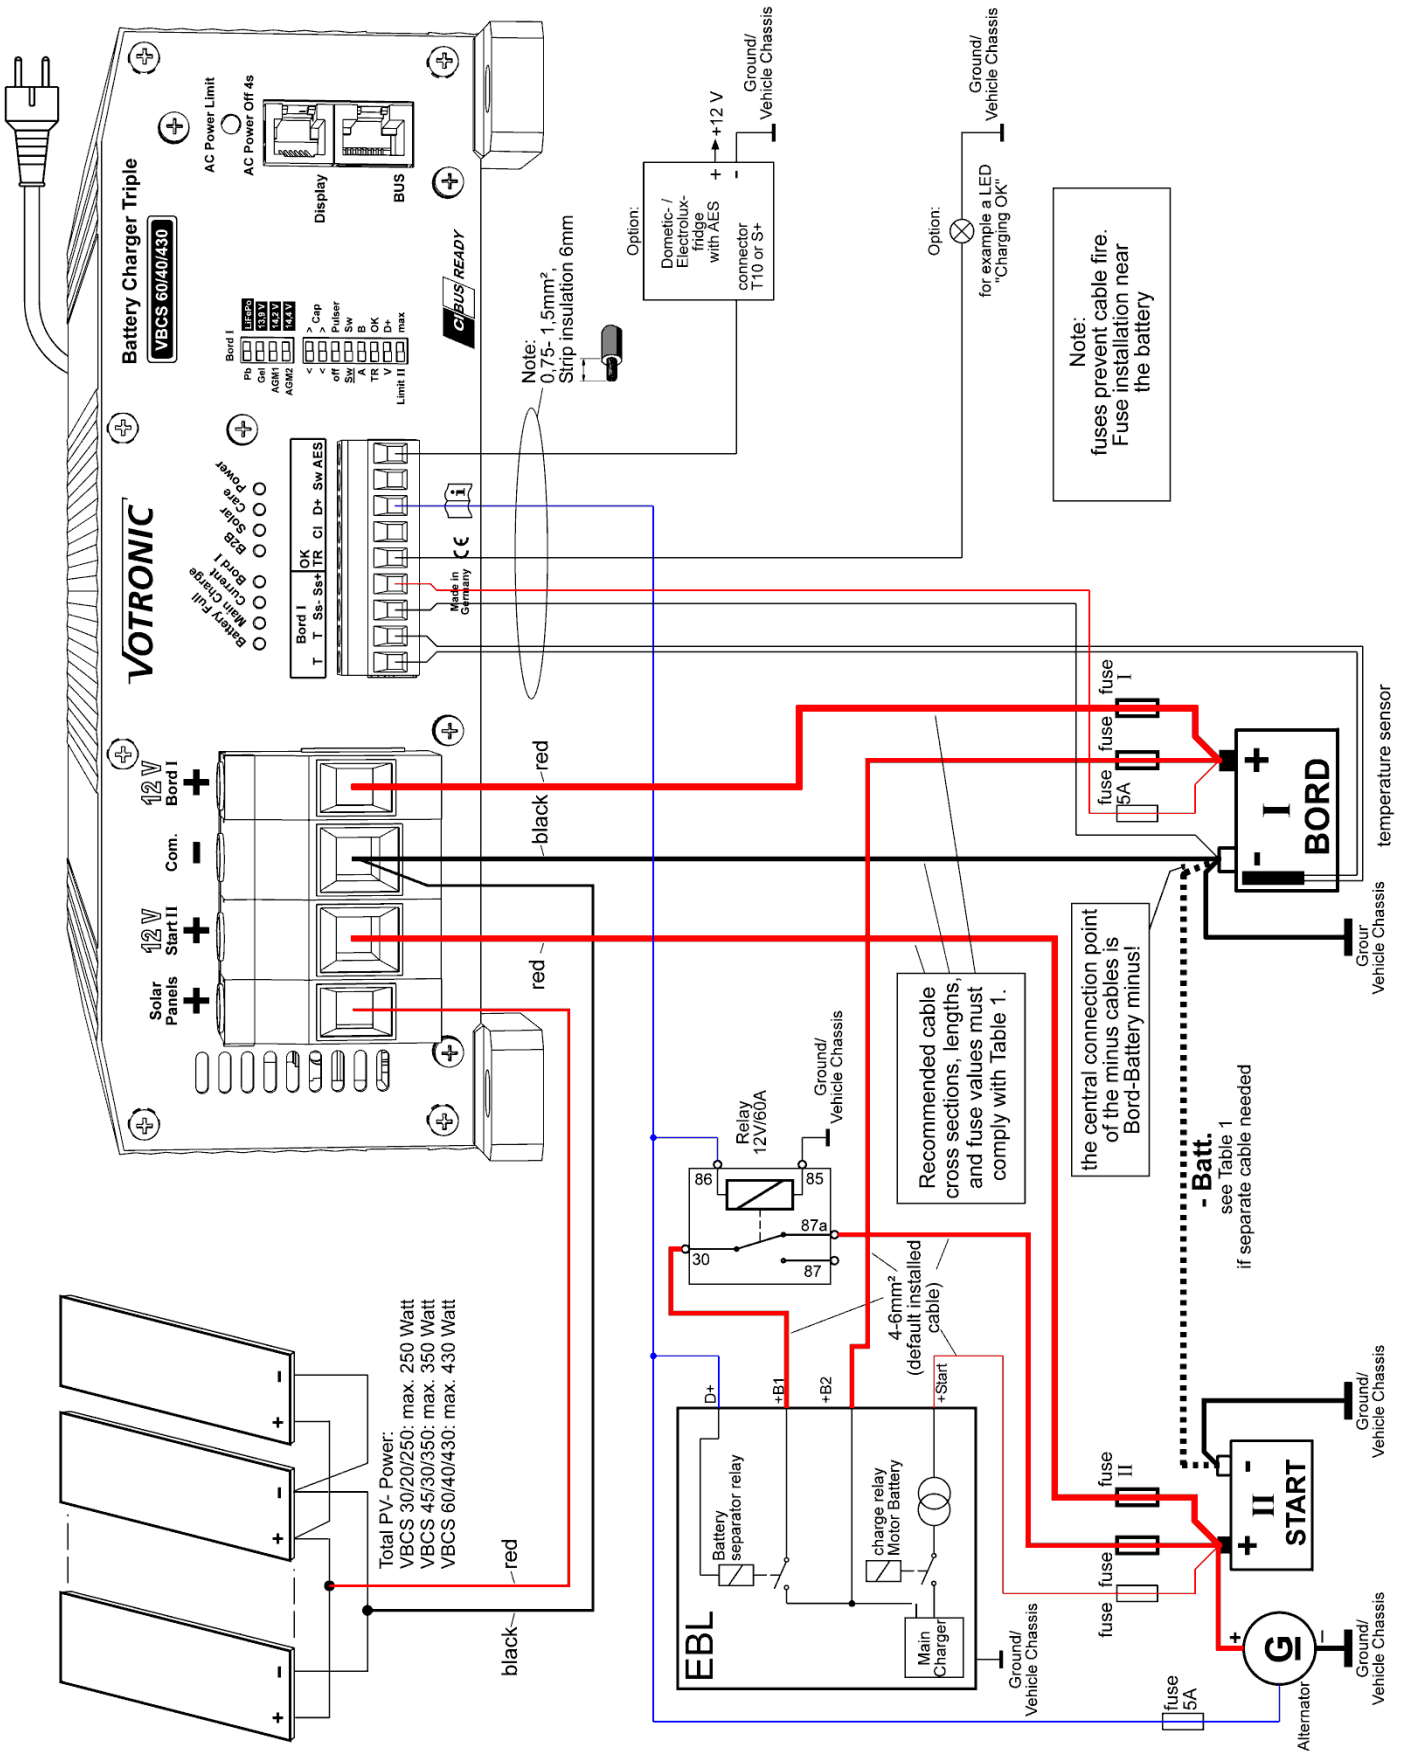 Battery Charger Triple
VBCS 60/40/430
AC Power Limit
AC Power Off 4s
Display
BUS
CI BUS READY
VOTRONIC
Bord I
Pb
LiFePo
Gel
13,9 V
AGM1
14,2 V
AGM2
14,4 V
< > Cap
< >
off Pulser
Sw Sw
A B
TR OK
V D+
Limit II max
Battery Full
Main Charge
Current
Bord I
B2B
Solar
Care
Power
Bord I
OK
T T Ss- Ss+ TR CI D+ Sw AES
Made in
Germany
CE
i
12 V
Bord I
+
Com.
-
12 V
Start II
+
Solar
Panels
+
Note:
0,75- 1,5mm²,
Strip insulation 6mm
Option:
Dometic- /
Electrolux-
fridge
with AES
connector
T10 or S+
+
-
+12 V
Ground/
Vehicle Chassis
Option:
for example a LED
"Charging OK"
Ground/
Vehicle Chassis
Note:
fuses prevent cable fire.
Fuse installation near
the battery
red
black
red
- +
- +
- +
Total PV- Power:
VBCS 30/20/250: max. 250 Watt
VBCS 45/30/350: max. 350 Watt
VBCS 60/40/430: max. 430 Watt
red
black
Relay
12V/60A
86
85
30
87a
87
Ground/
Vehicle Chassis
Recommended cable
cross sections, lengths,
and fuse values must
comply with Table 1.
4-6mm²
(default installed
cable)
the central connection point
of the minus cables is
Bord-Battery minus!
- Batt.
see Table 1
if separate cable needed
fuse
I
fuse
fuse
5A
+
-
I
BORD
temperature sensor
Grour
Vehicle Chassis
EBL
D+
+B1
+B2
+Start
Battery
separator relay
charge relay
Motor Battery
Main
Charger
Ground/
Vehicle Chassis
fuse
II
fuse
fuse
+
-
II
START
Ground/
Vehicle Chassis
fuse
5A
+
G
-
Alternator
Ground/
Vehicle Chassis